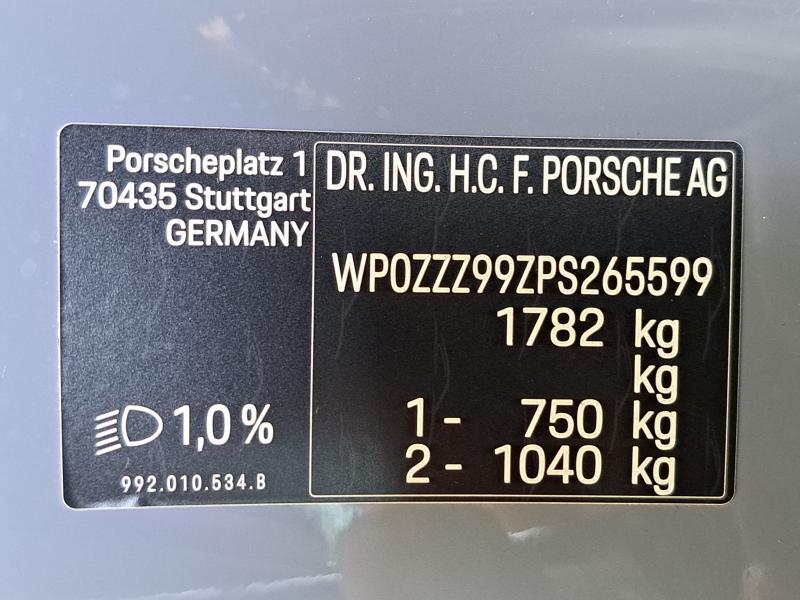 Porscheplatz 1
70435 Stuttgart
GERMANY
1,0 %
992.010.534.B
DR. ING. H.C. F. PORSCHE AG
WP0ZZZ99ZPS265599
1782 kg
kg
1 - 750 kg
2 - 1040 kg